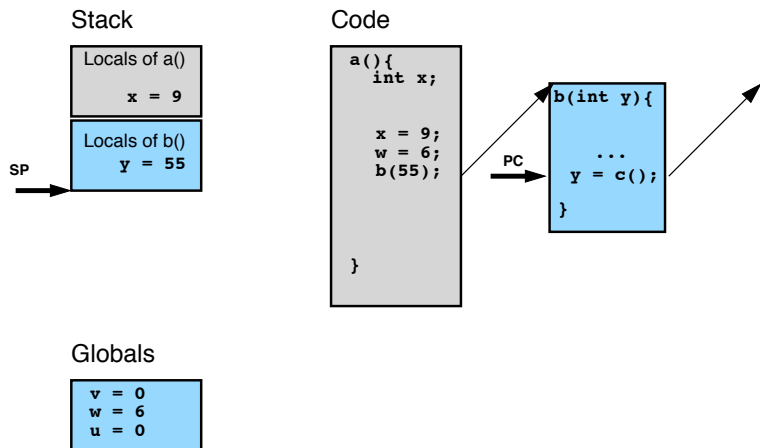 Stack
Locals of a()
x = 9
Locals of b()
y = 55
SP
Code
a(){
int x;
x = 9;
w = 6;
b(55);
}
PC
b(int y){
...
y = c();
}
Globals
v = 0
w = 6
u = 0